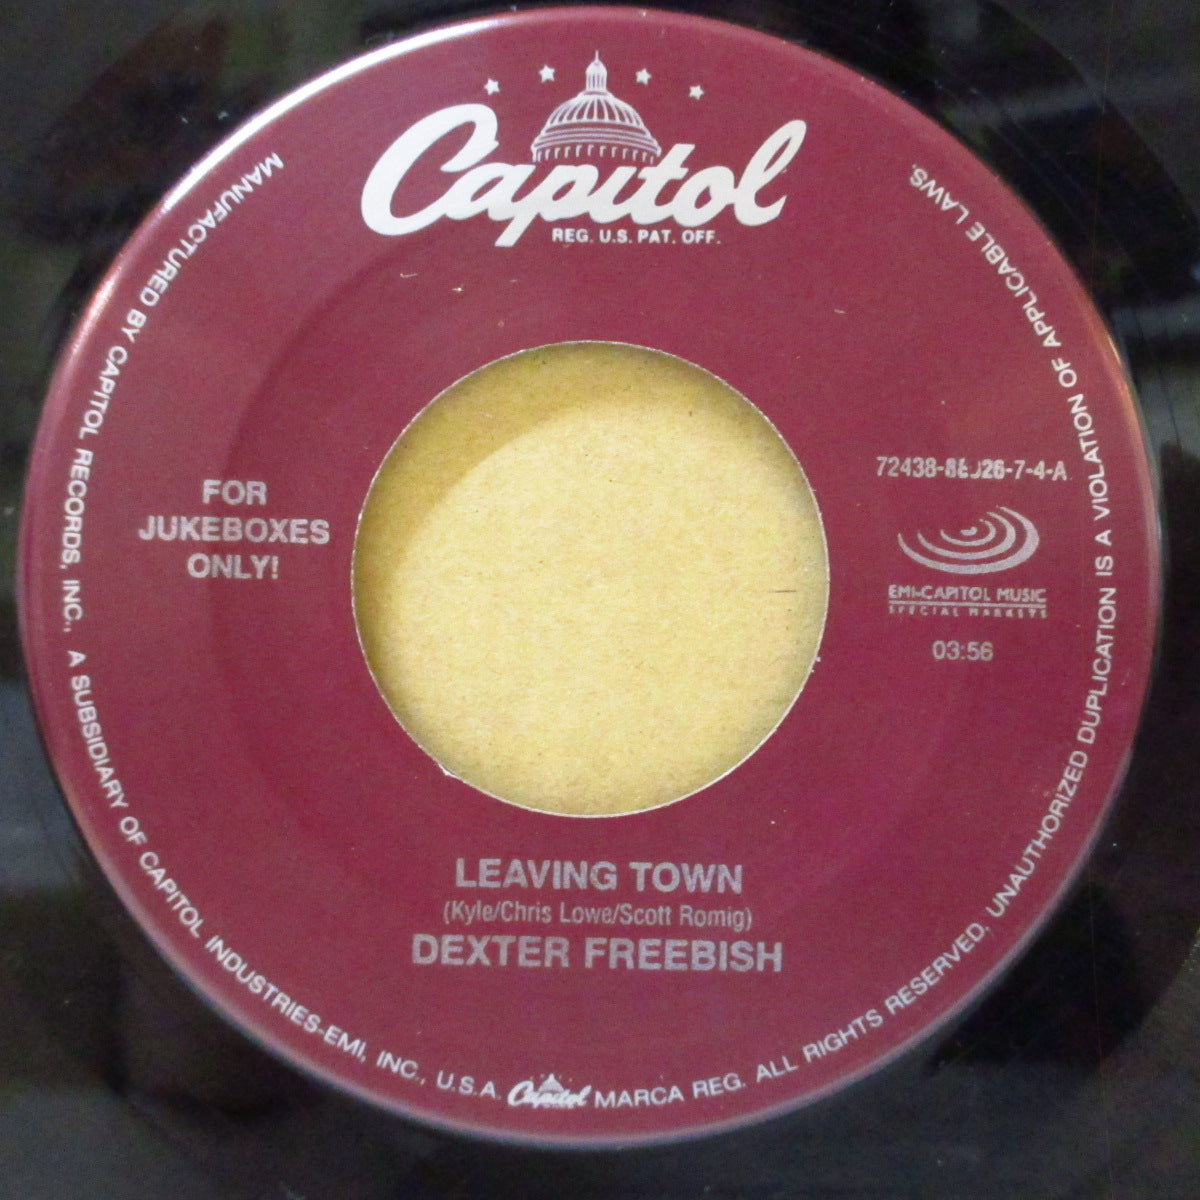 Capitol
REG. U.S. PAT. OFF.
FOR
JUKEBOXES
ONLY!
EMI-CAPITOL MUSIC
SPECIAL MARKETS
03:56
LEAVING TOWN
(Kyle/Chris Lowe/Scott Romig)
DEXTER FREEBISH
MANUFACTURED BY CAPITOL RECORDS, INC., A SUBSIDIARY OF CAPITOL INDUSTRIES-EMI, INC., U.S.A. Capitol MARCA REG. ALL RIGHTS RESERVED. UNAUTHORIZED DUPLICATION IS A VIOLATION OF APPLICABLE LAWS.